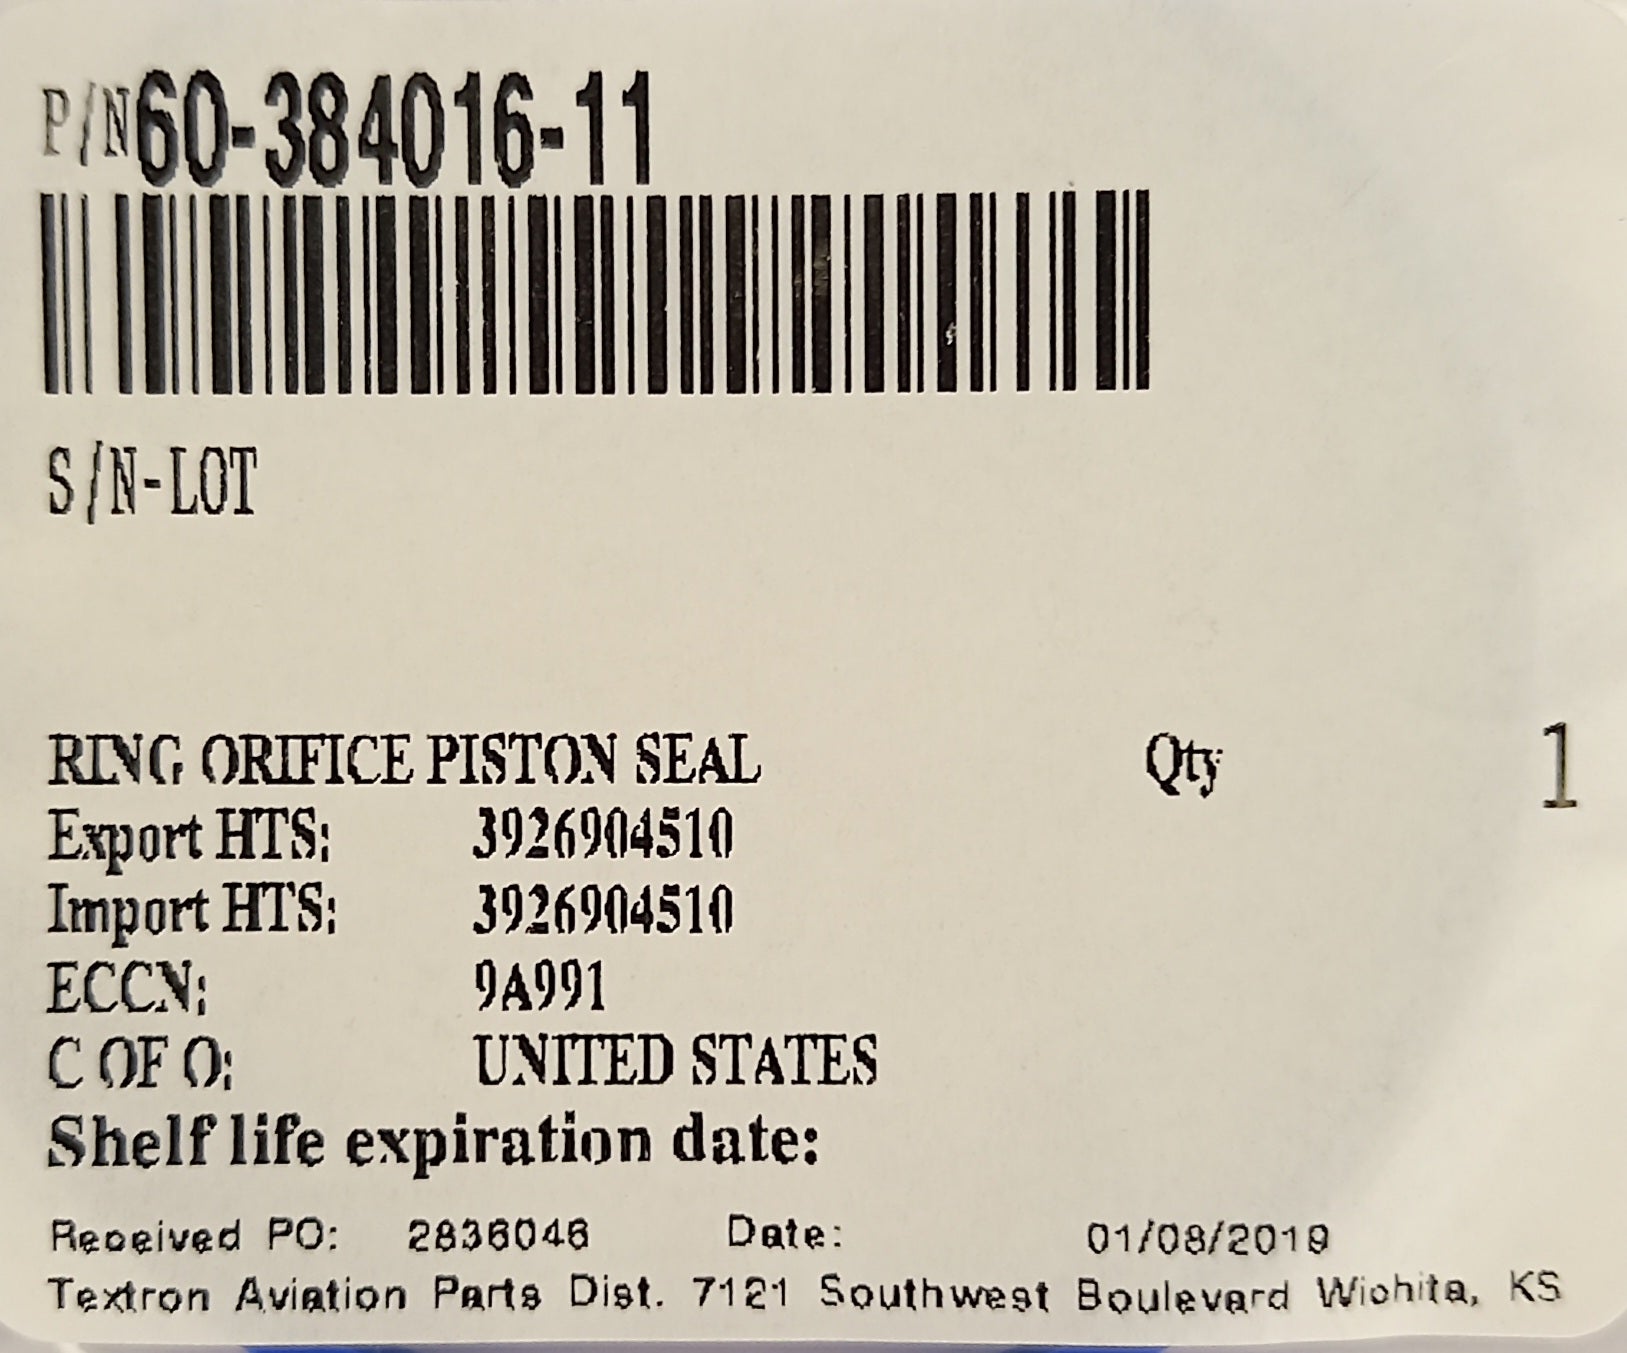 P/N 60-384016-11
S/N-LOT
RING ORIFICE PISTON SEAL Qty 1
Export HTS: 3926904510
Import HTS: 3926904510
ECCN: 9A991
C OF O: UNITED STATES
Shelf life expiration date:
Received PO: 2836046 Date: 01/08/2019
Textron Aviation Parts Dist. 7121 Southwest Boulevard Wichita, KS